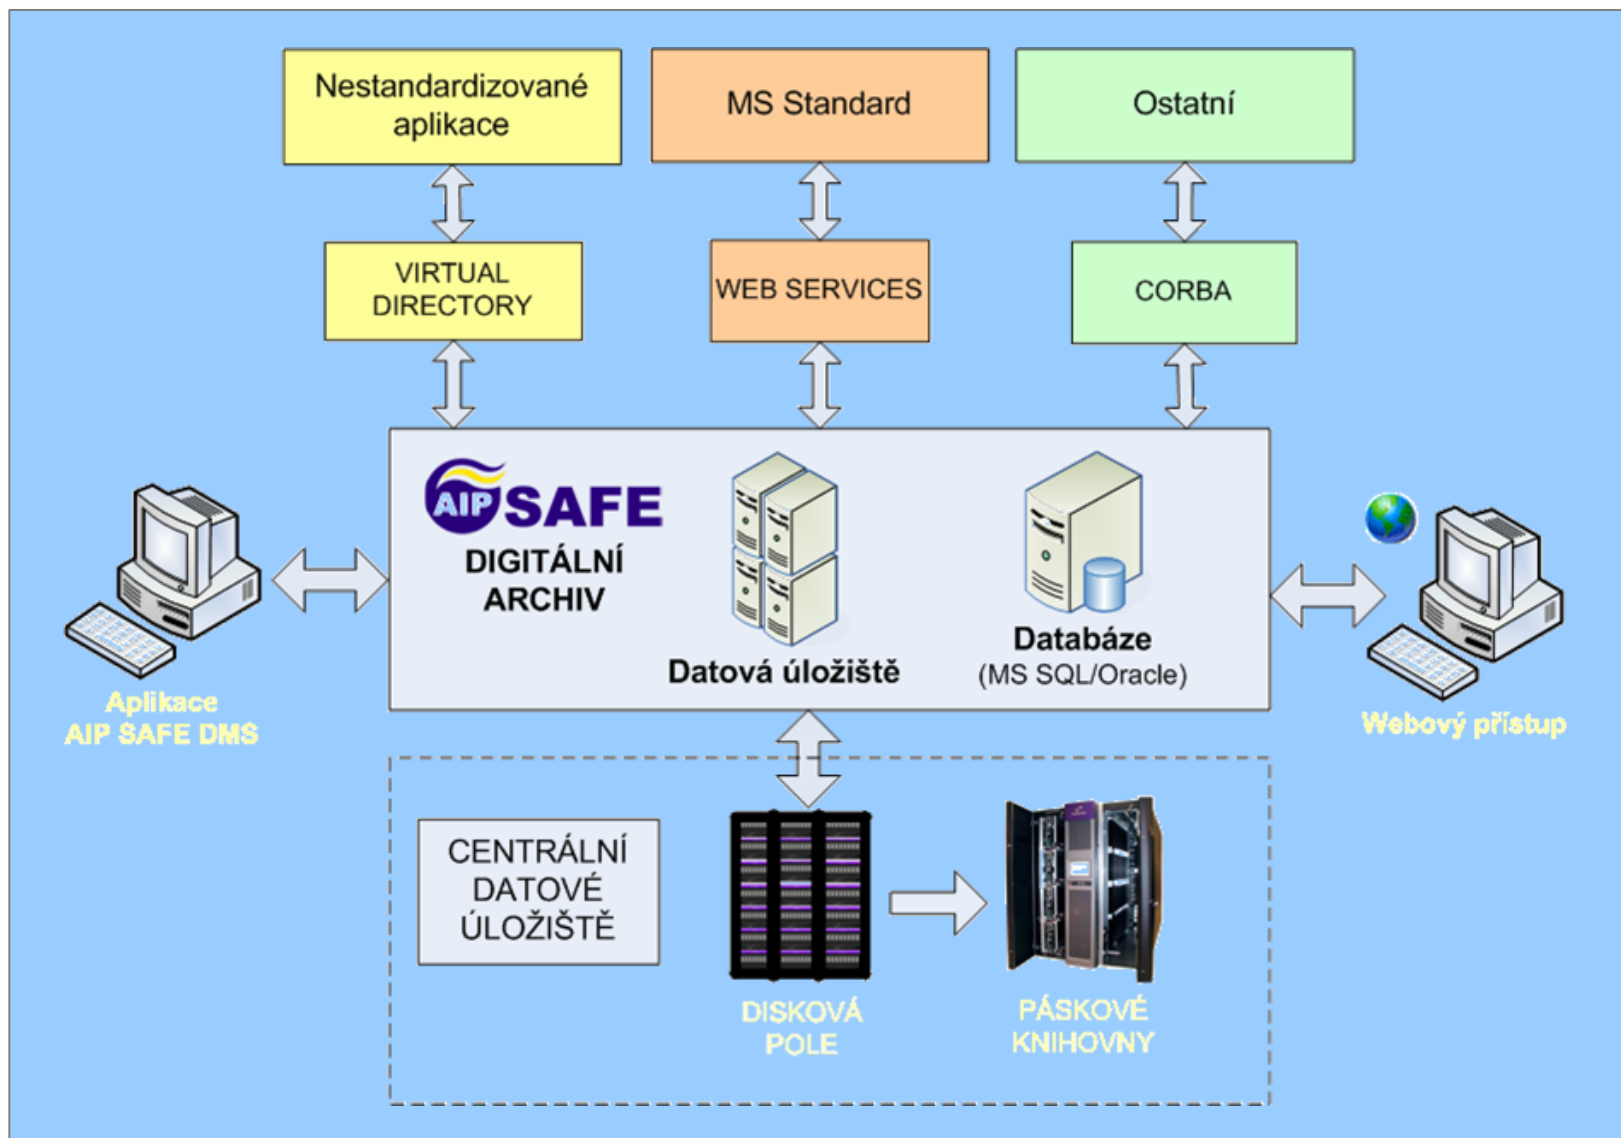 Nestandardizované
aplikace
MS Standard
Ostatní
VIRTUAL
DIRECTORY
WEB SERVICES
CORBA
AIP SAFE
DIGITÁLNÍ
ARCHIV
Datová úložiště
Databáze
(MS SQL/Oracle)
Aplikace
AIP SAFE DMS
Webový přístup
CENTRÁLNÍ
DATOVÉ
ÚLOŽIŠTĚ
DISKOVÁ
POLE
PÁSKOVÉ
KNIHOVNY